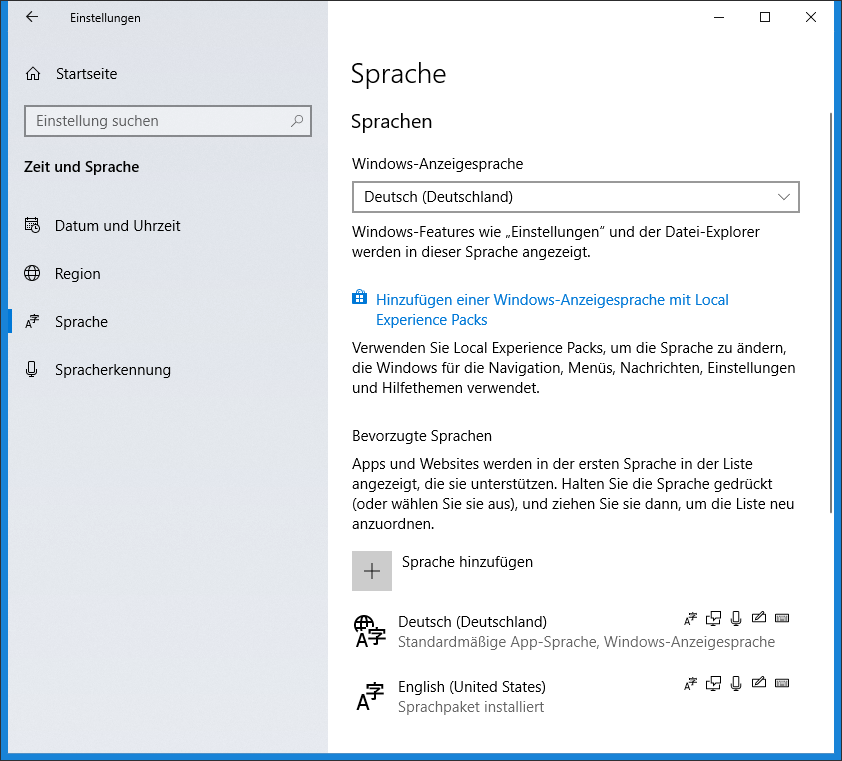 Einstellungen
Startseite
Einstellung suchen
Zeit und Sprache
Datum und Uhrzeit
Region
Sprache
Spracherkennung
Sprache
Sprachen
Windows-Anzeigesprache
Deutsch (Deutschland)
Windows-Features wie „Einstellungen“ und der Datei-Explorer
werden in dieser Sprache angezeigt.
Hinzufügen einer Windows-Anzeigesprache mit Local
Experience Packs
Verwenden Sie Local Experience Packs, um die Sprache zu ändern,
die Windows für die Navigation, Menüs, Nachrichten, Einstellungen
und Hilfethemen verwendet.
Bevorzugte Sprachen
Apps und Websites werden in der ersten Sprache in der Liste
angezeigt, die sie unterstützen. Halten Sie die Sprache gedrückt
(oder wählen Sie sie aus), und ziehen Sie sie dann, um die Liste neu
anzuordnen.
Sprache hinzufügen
Deutsch (Deutschland)
Standardmäßige App-Sprache, Windows-Anzeigesprache
English (United States)
Sprachpaket installiert